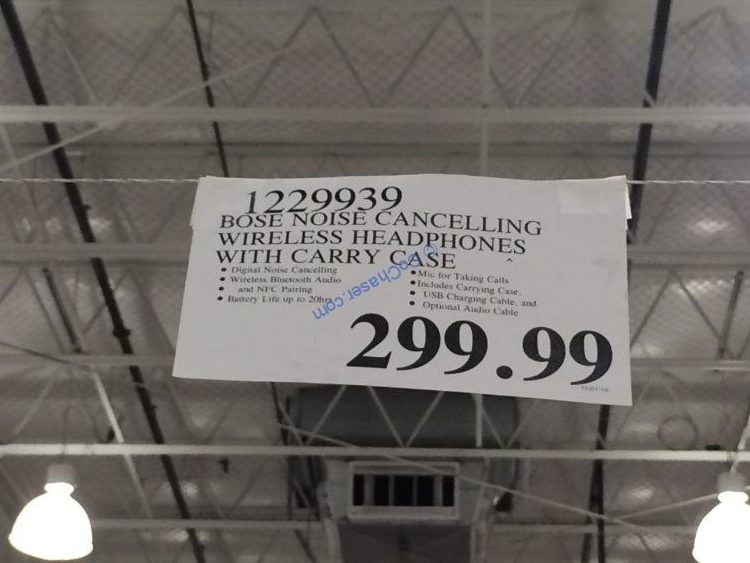 1229939
BOSE NOISE CANCELLING
WIRELESS HEADPHONES
WITH CARRY CASE
• Digital Noise Cancelling
• Wireless Bluetooth Audio
• and NFC Pairing
• Battery Life up to 20hrs
• Mic for Taking Calls
• Includes Carrying Case,
• USB Charging Cable, and
• Optional Audio Cable
299.99
@CoChaser.com